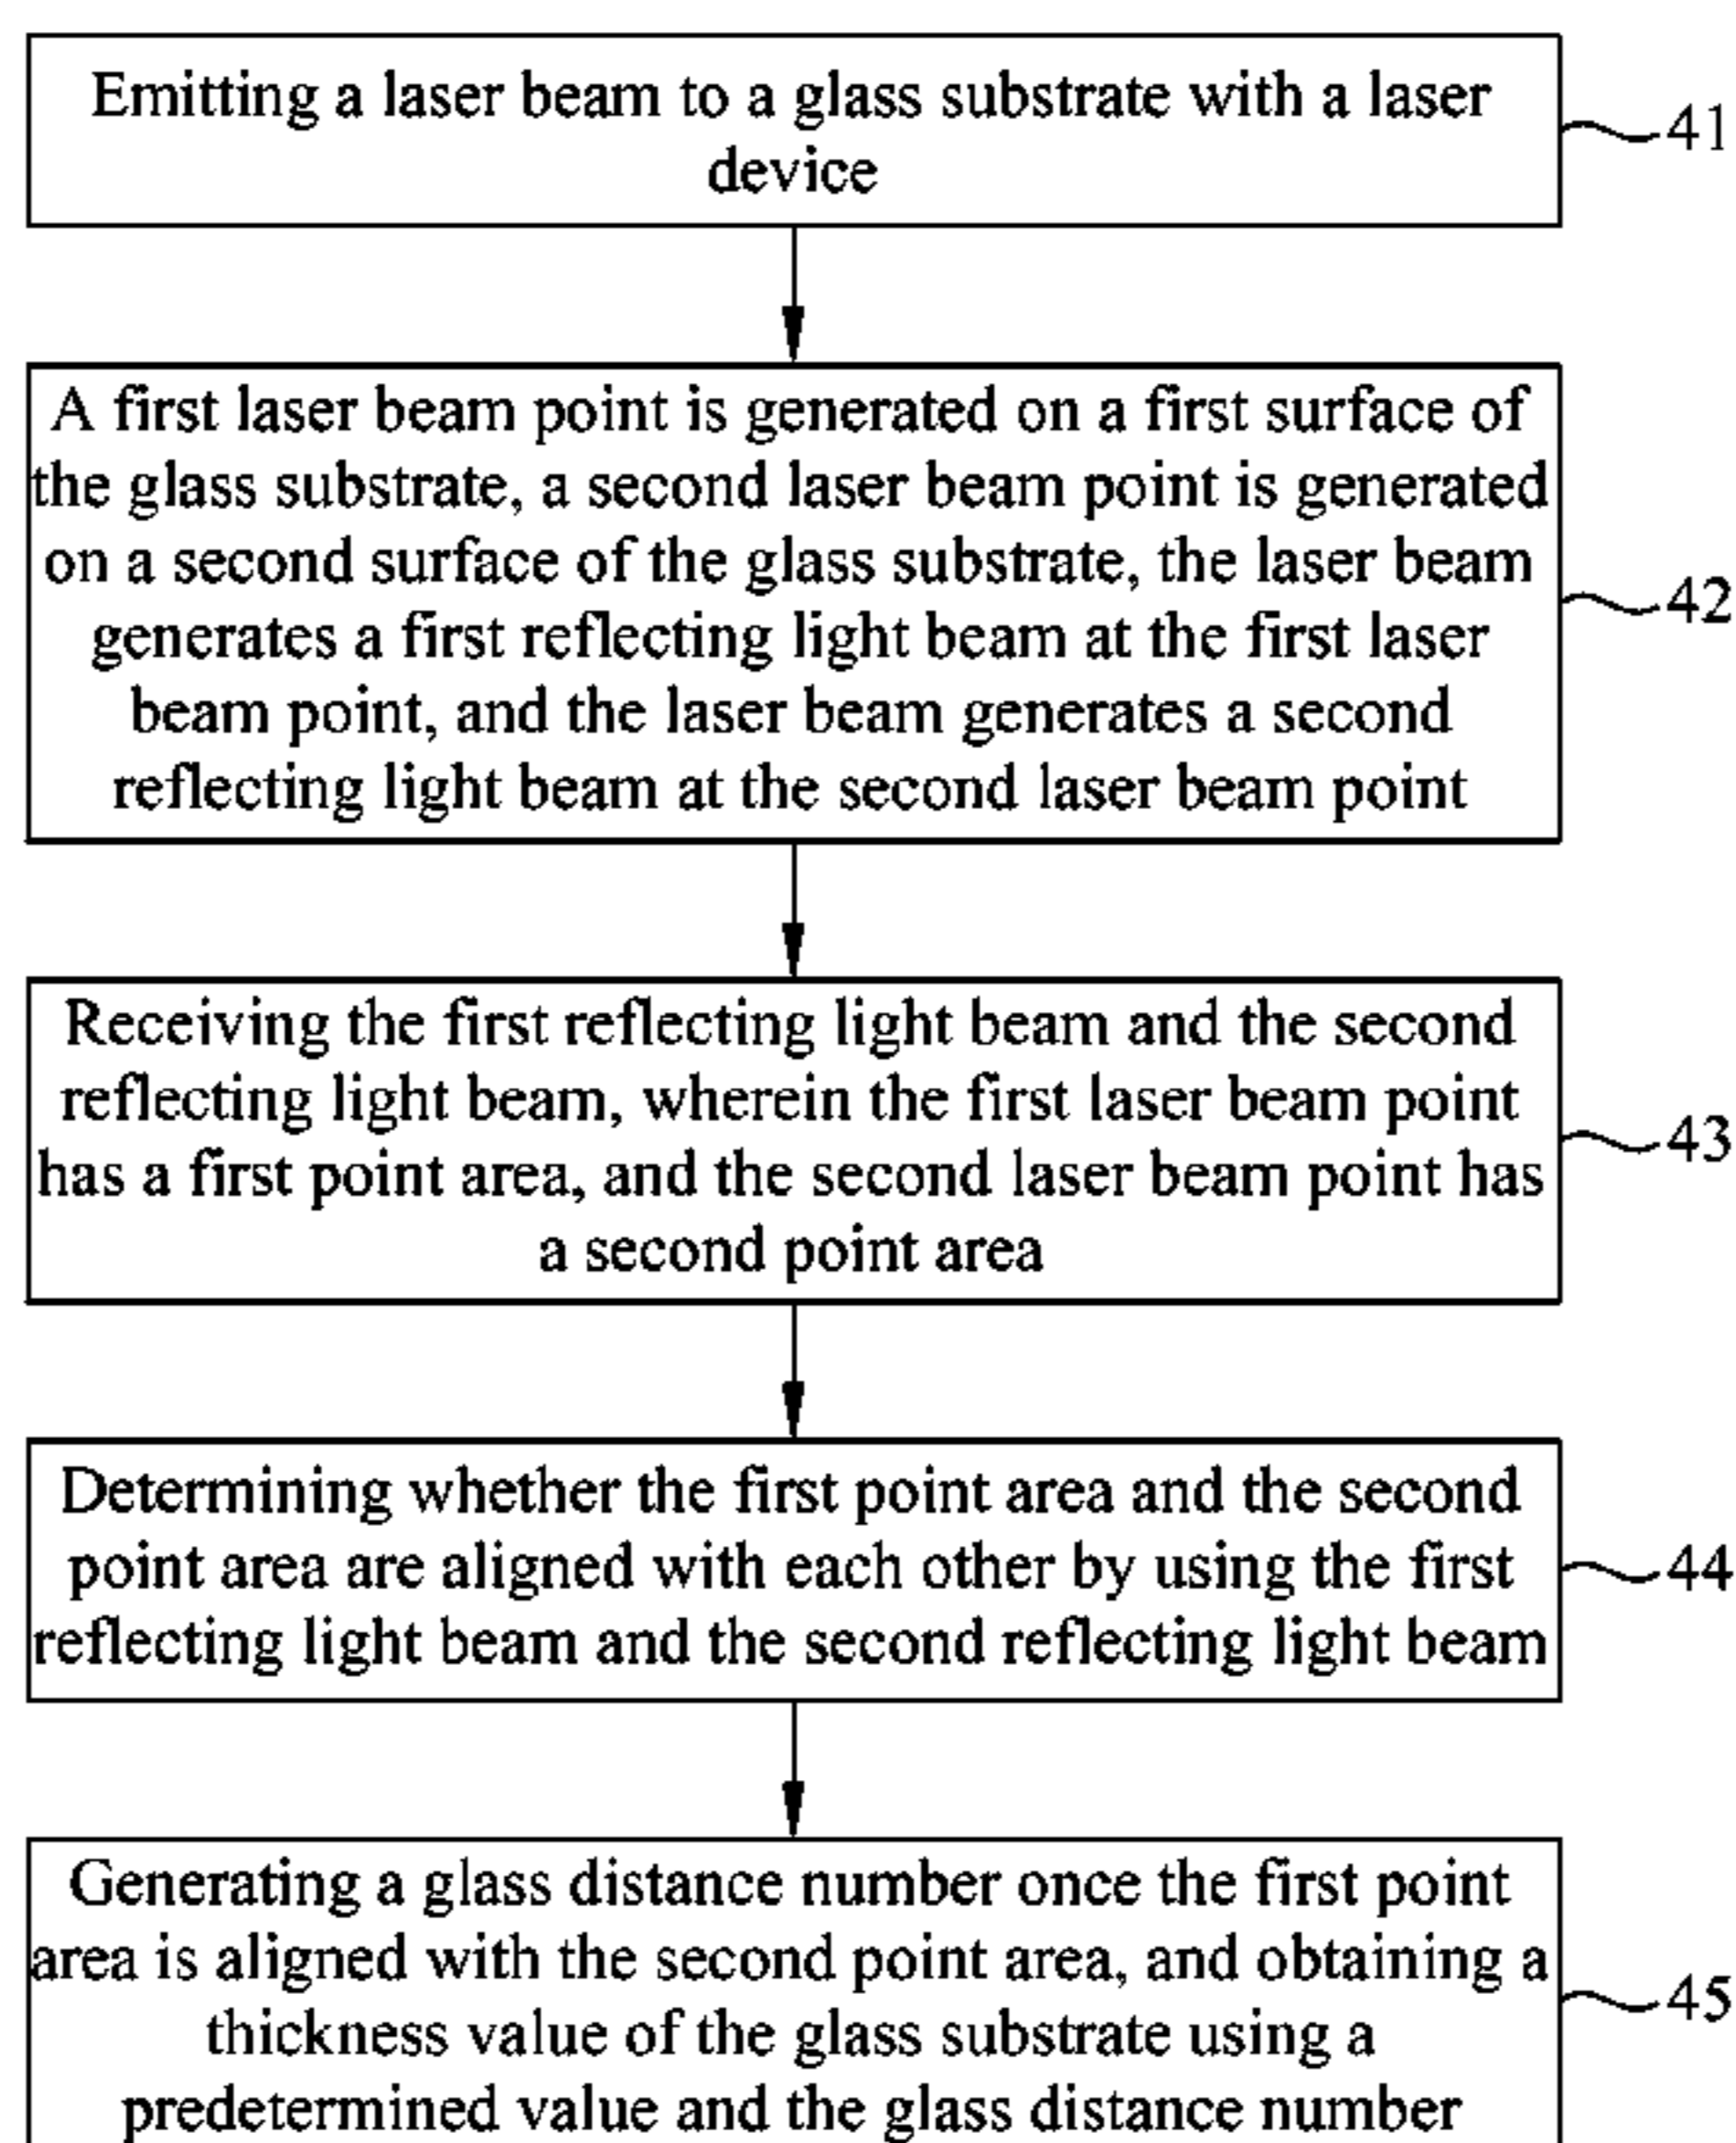 Emitting a laser beam to a glass substrate with a laser
device
41
A first laser beam point is generated on a first surface of
the glass substrate, a second laser beam point is generated
on a second surface of the glass substrate, the laser beam
generates a first reflecting light beam at the first laser
beam point, and the laser beam generates a second
reflecting light beam at the second laser beam point
42
Receiving the first reflecting light beam and the second
reflecting light beam, wherein the first laser beam point
has a first point area, and the second laser beam point has
a second point area
43
Determining whether the first point area and the second
point area are aligned with each other by using the first
reflecting light beam and the second reflecting light beam
44
Generating a glass distance number once the first point
area is aligned with the second point area, and obtaining a
thickness value of the glass substrate using a
predetermined value and the glass distance number
45